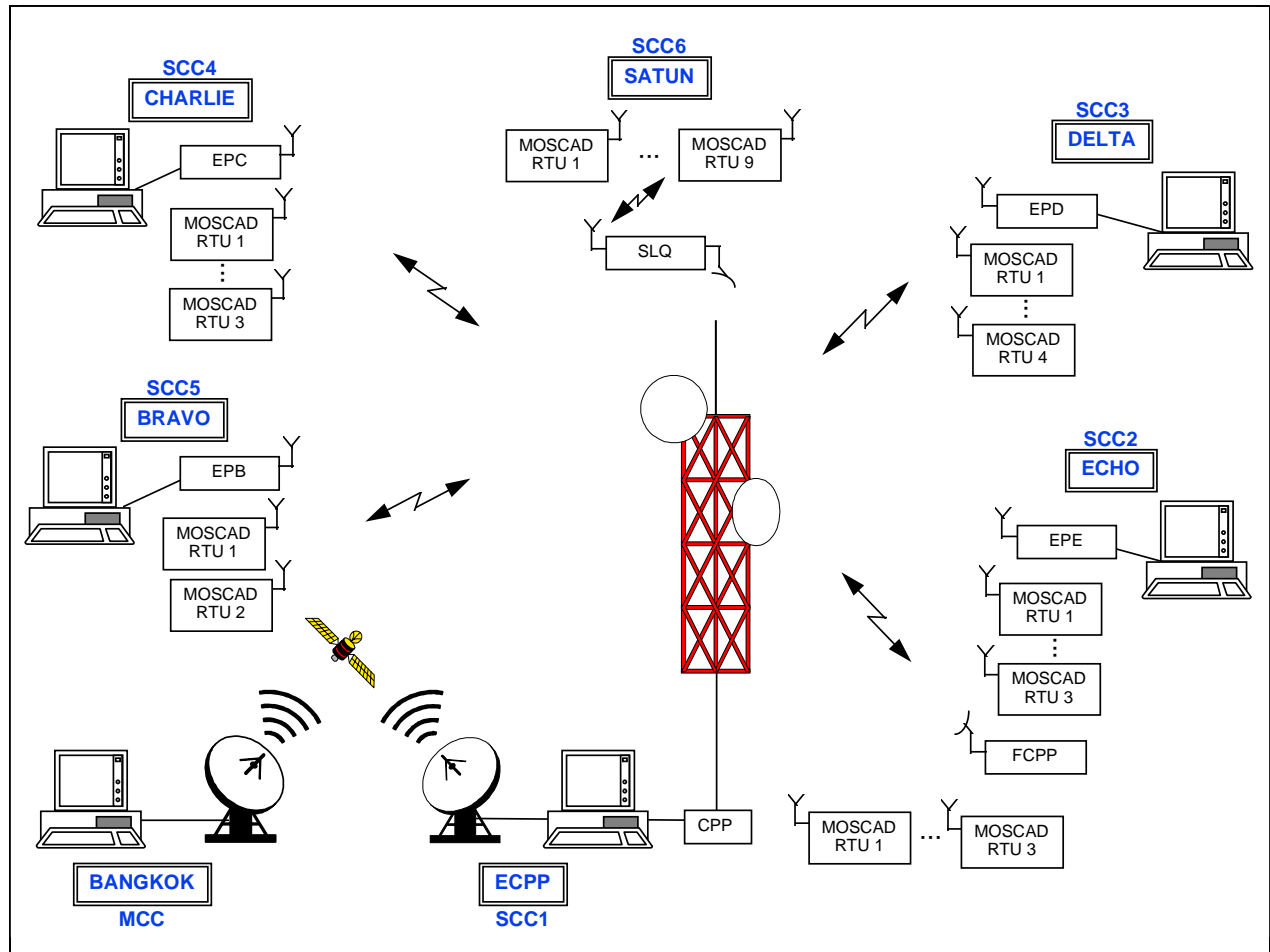 SCC4
CHARLIE
EPC
MOSCAD
RTU 1
MOSCAD
RTU 3
SCC6
SATUN
MOSCAD
RTU 1
...
MOSCAD
RTU 9
SLQ
SCC3
DELTA
EPD
MOSCAD
RTU 1
MOSCAD
RTU 4
SCC5
BRAVO
EPB
MOSCAD
RTU 1
MOSCAD
RTU 2
SCC2
ECHO
EPE
MOSCAD
RTU 1
MOSCAD
RTU 3
FCPP
BANGKOK
MCC
ECPP
SCC1
CPP
MOSCAD
RTU 1
...
MOSCAD
RTU 3